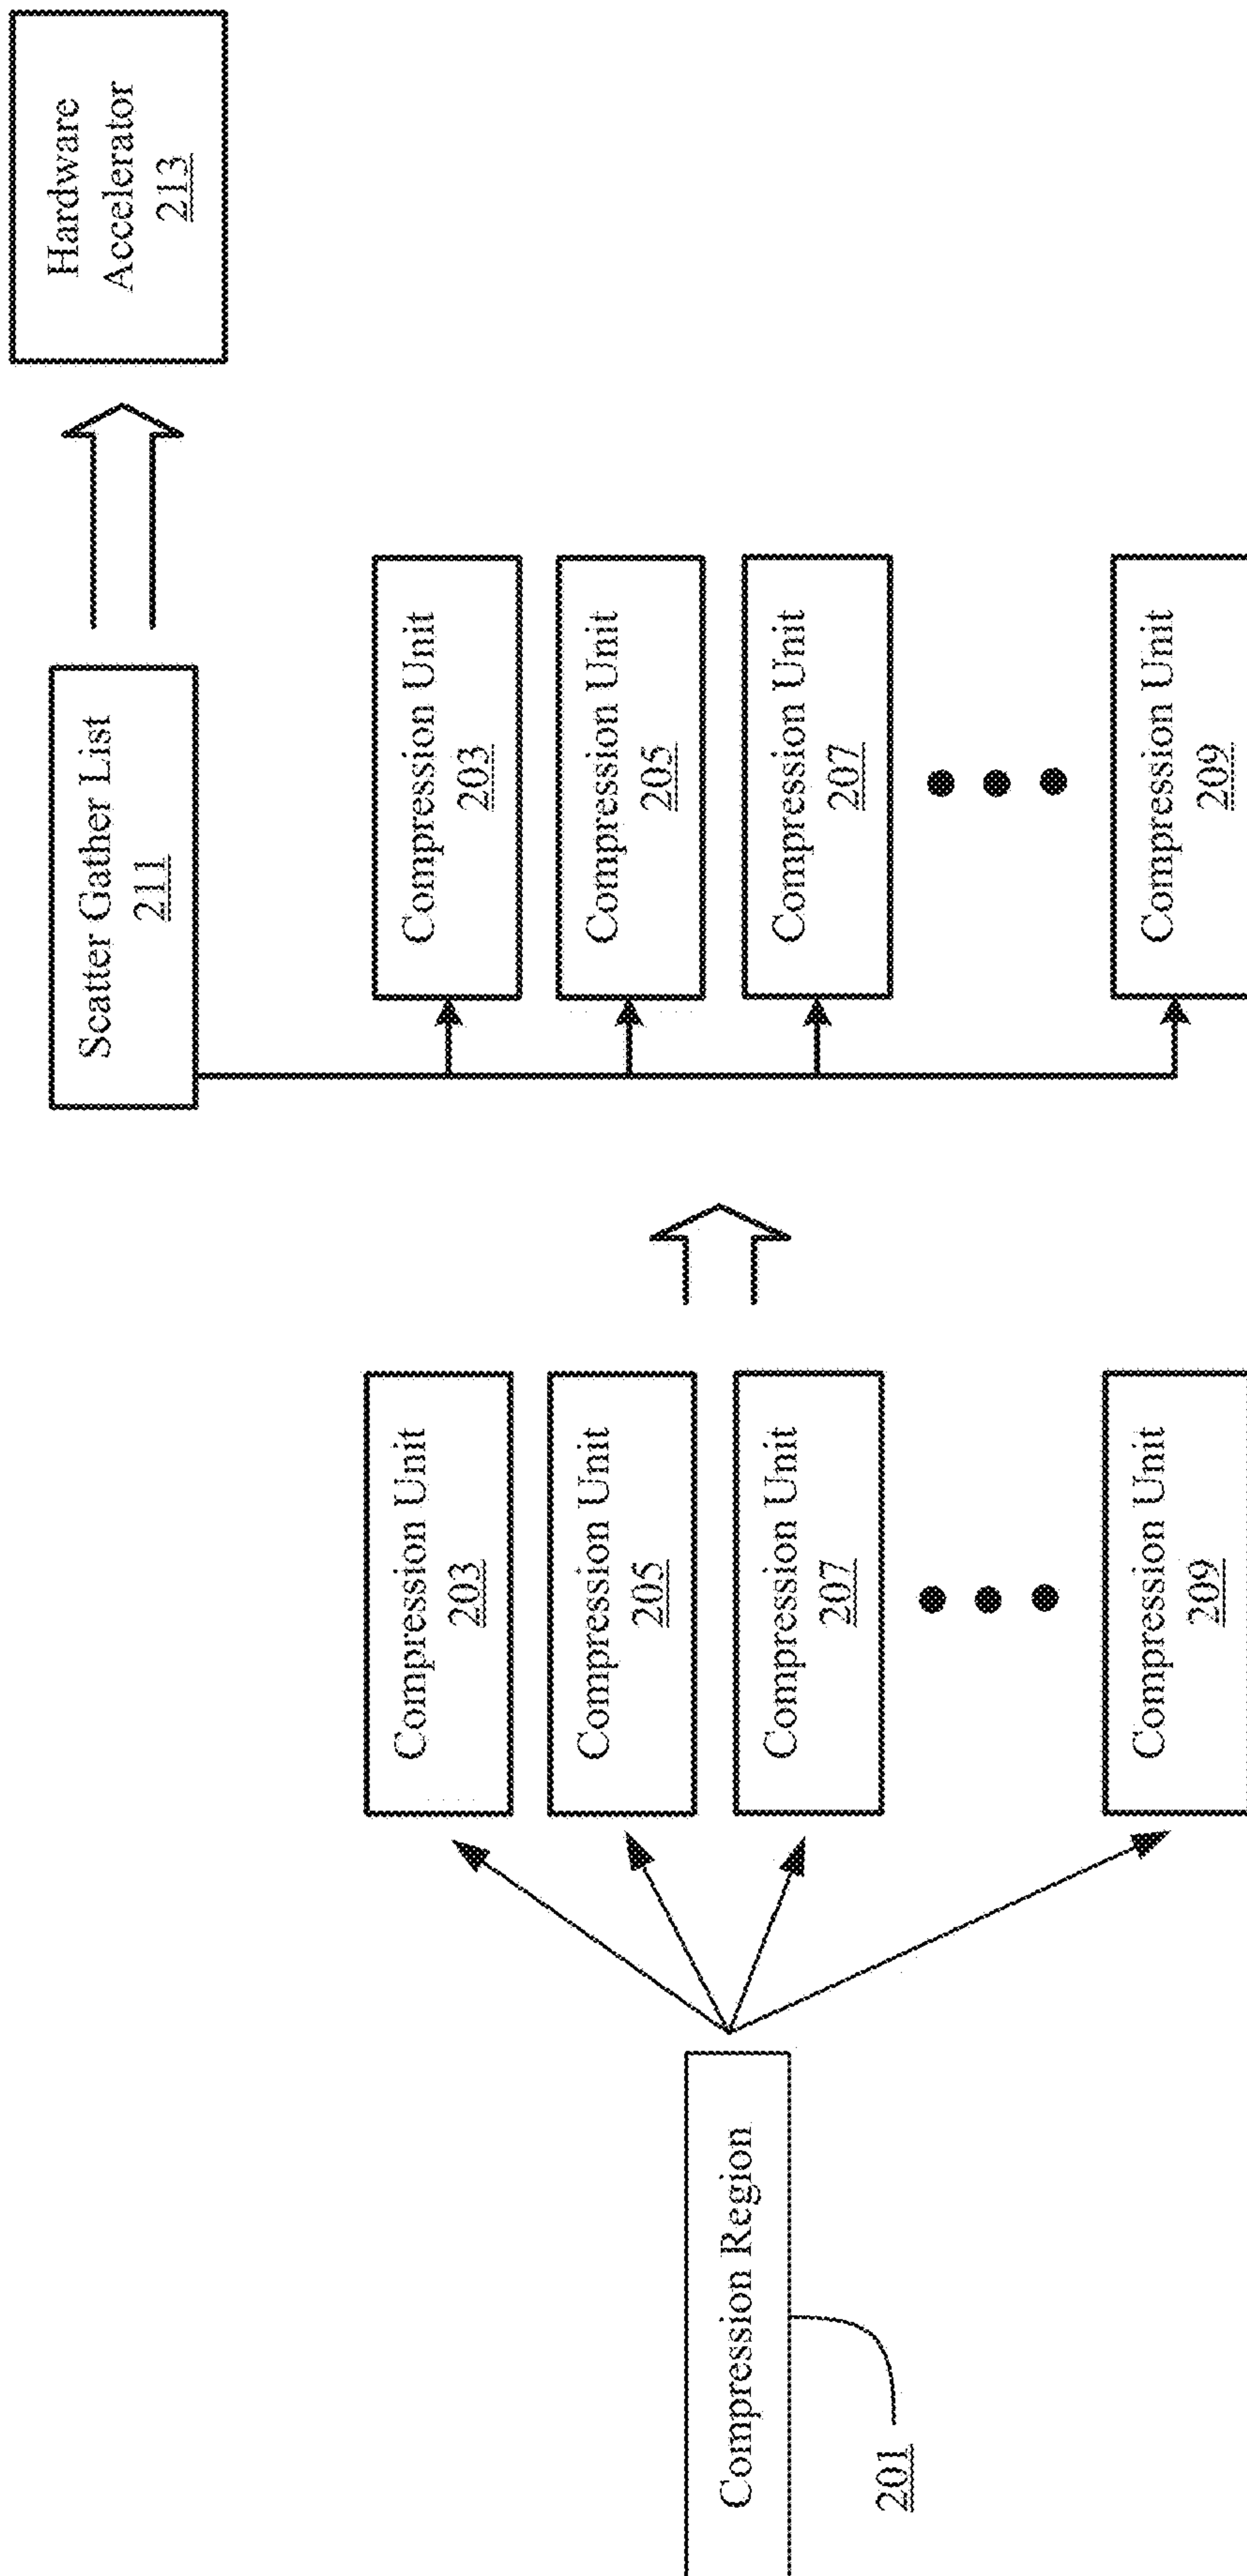 Compression Region
201
Compression Unit
203
Compression Unit
205
Compression Unit
207
Compression Unit
209
Scatter Gather List
211
Compression Unit
203
Compression Unit
205
Compression Unit
207
Compression Unit
209
Hardware
Accelerator
213